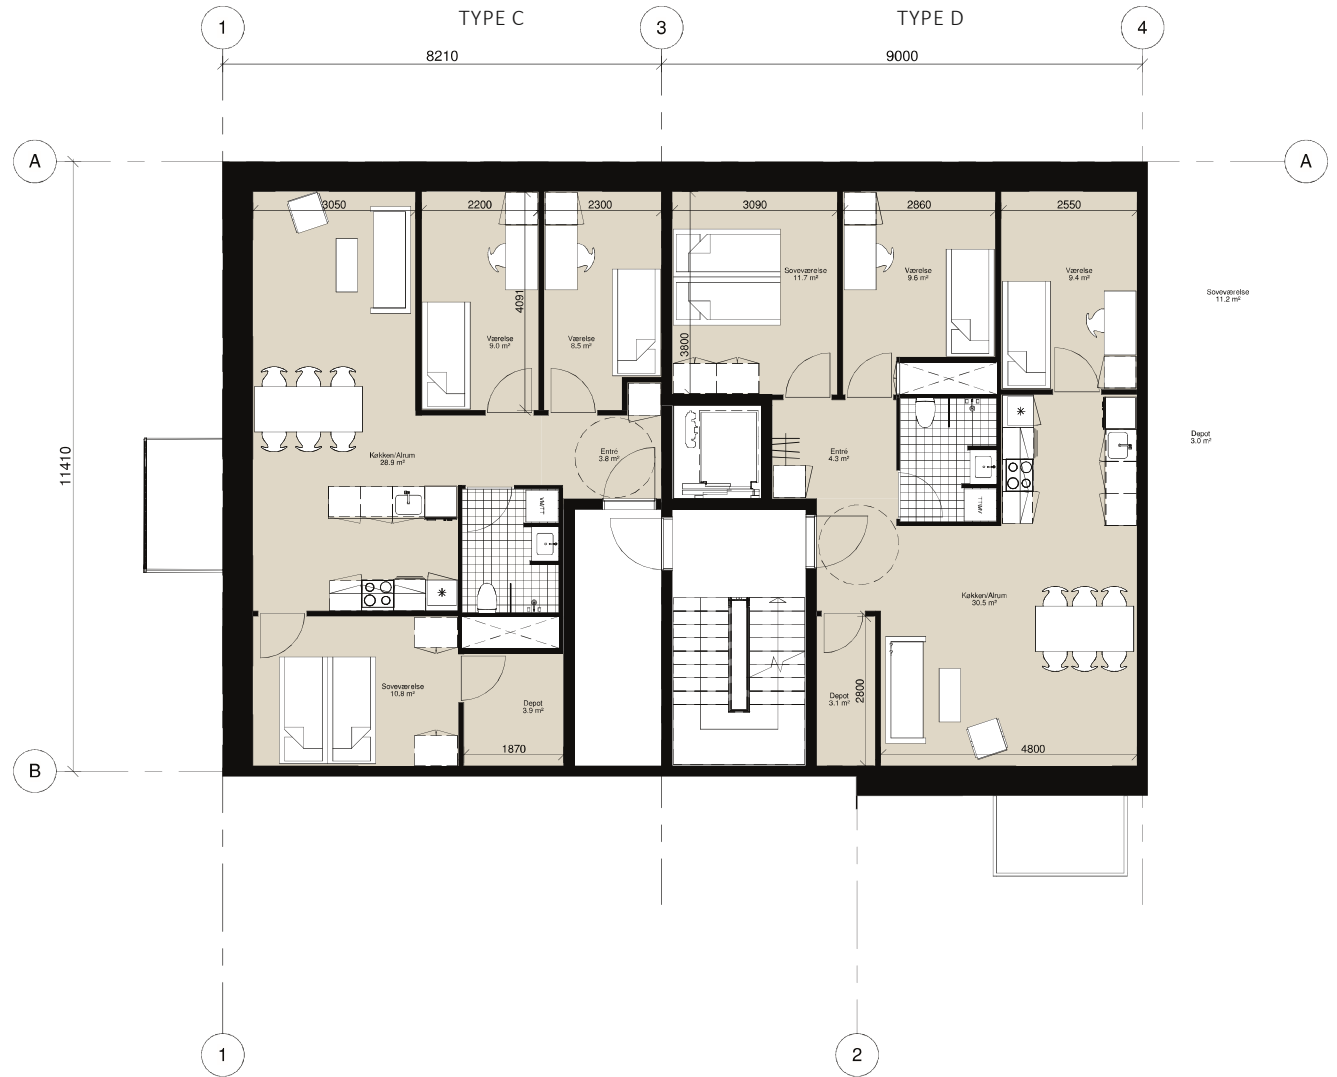 TYPE C
TYPE D
1
3
4
8210
9000
A
A
3050
2200
2300
3090
2860
2550
Soveværelse
11.7 m²
Værelse
9.6 m²
Værelse
9.4 m²
Soveværelse
11.2 m²
4091
3800
Værelse
9.0 m²
Værelse
8.5 m²
Køkken/Alrum
28.9 m²
Entré
3.8 m²
Entré
4.3 m²
Depot
3.0 m²
11410
VM/TT
TT/MV
Køkken/Alrum
30.5 m²
Soveværelse
10.8 m²
Depot
3.9 m²
Depot
3.1 m²
2800
1870
4800
B
1
2